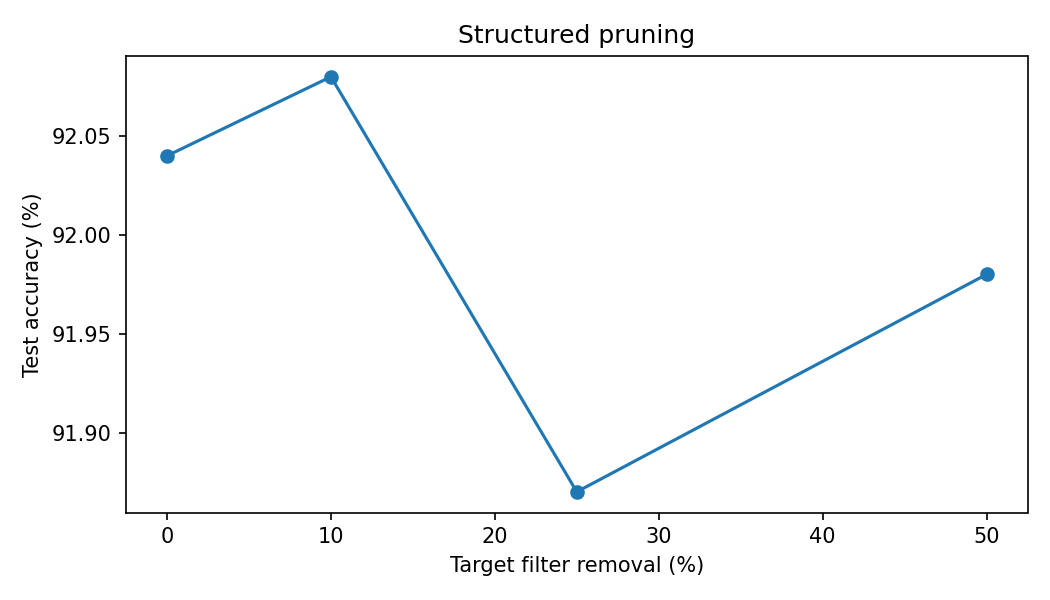 Structured pruning
Test accuracy (%)
92.05
92.00
91.95
91.90
0 10 20 30 40 50
Target filter removal (%)